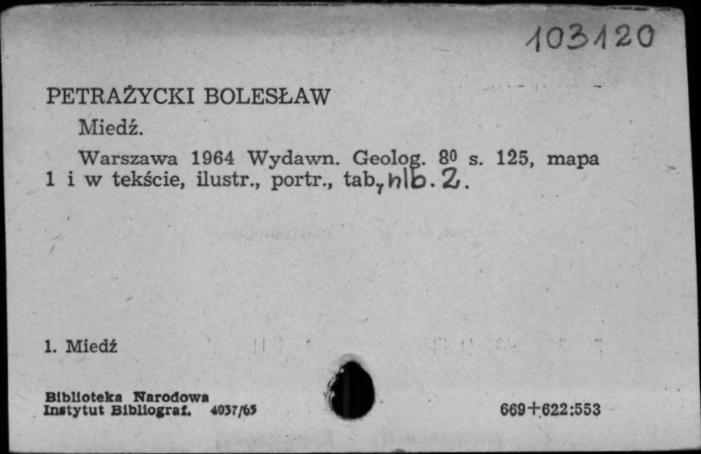 103120
PETRAŻYCKI BOLESŁAW
Miedź.
Warszawa 1964 Wydawn. Geolog. 8⁰ s. 125, mapa
1 i w tekście, ilustr., portr., tab, nlb. 2.
1. Miedź
Biblioteka Narodowa
Instytut Bibliograf. 4037/65
669+622:553